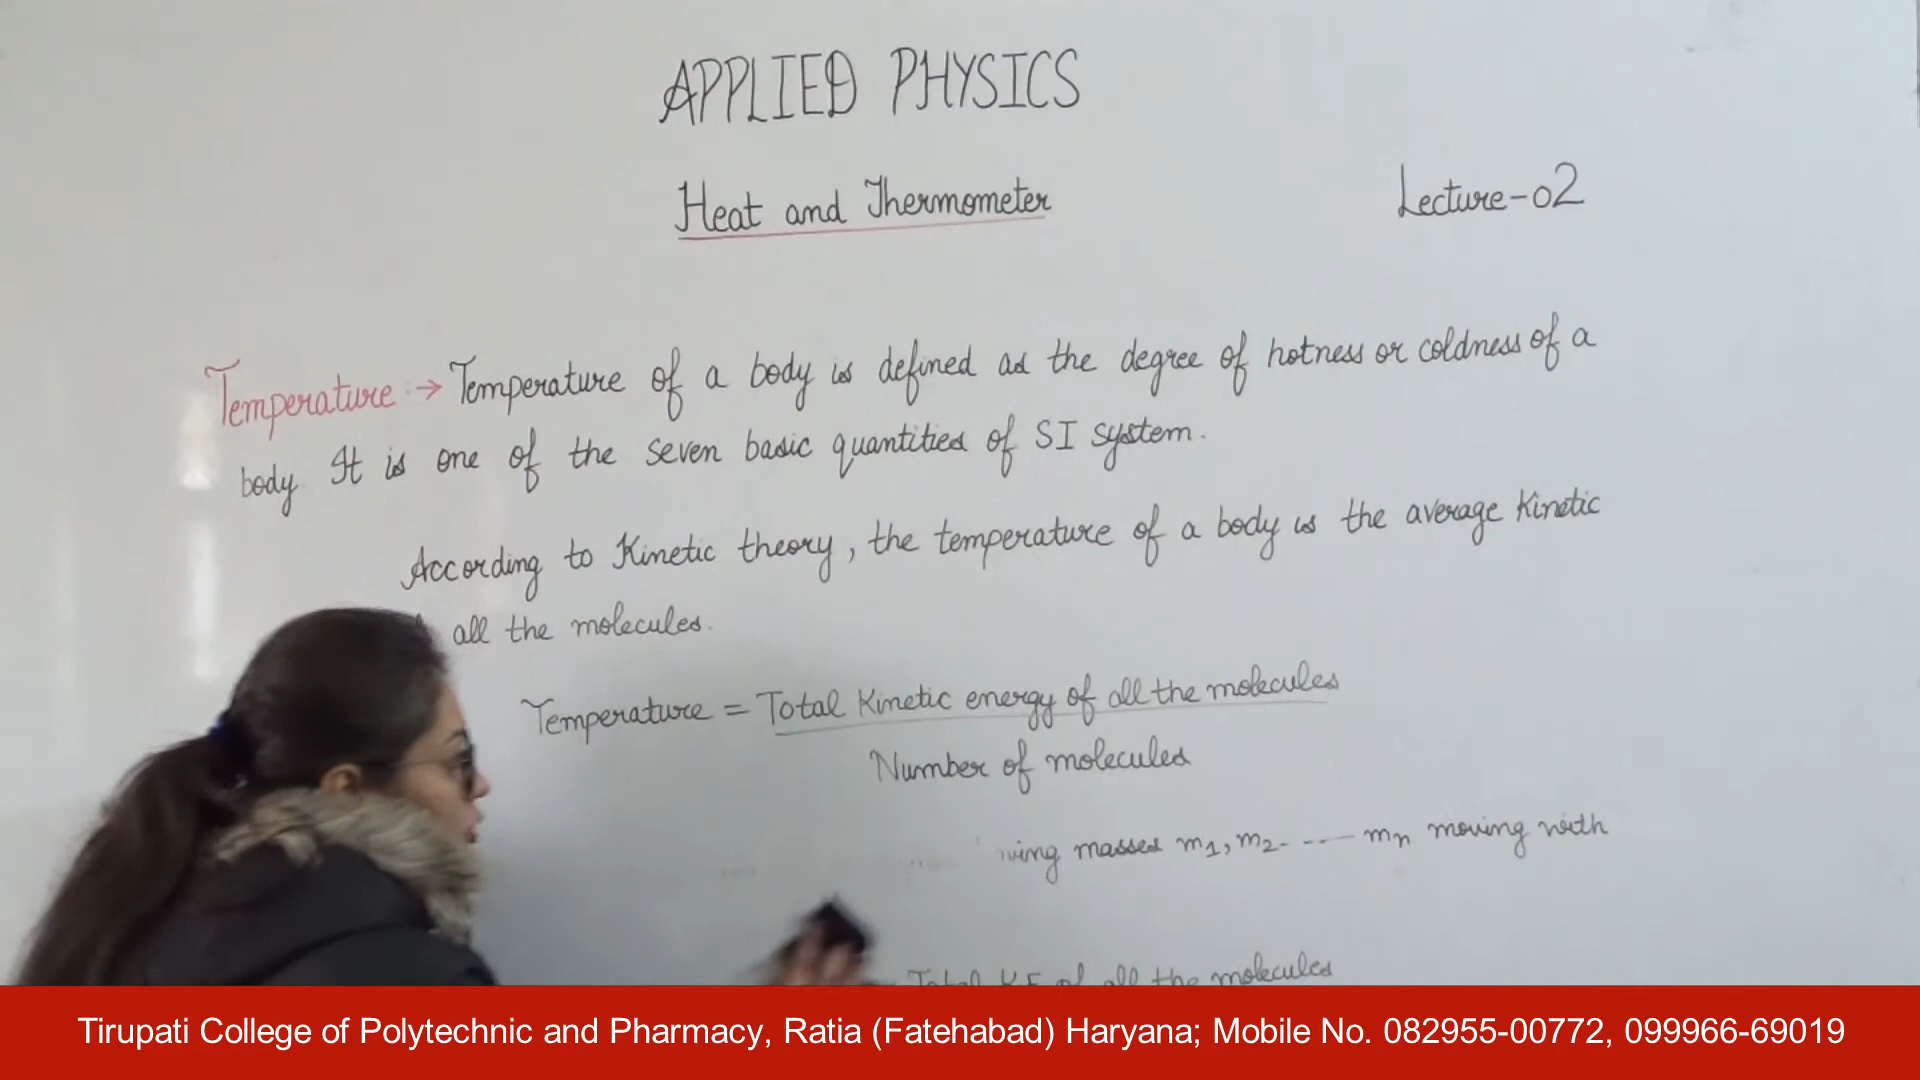 APPLIED PHYSICS
Heat and Thermometer
Lecture-02
Temperature :→ Temperature of a body is defined as the degree of hotness or coldness of a
body. It is one of the seven basic quantities of SI system.
According to Kinetic theory, the temperature of a body is the average Kinetic
all the molecules.
Temperature = Total Kinetic energy of all the molecules
Number of molecules
masses m1, m2- ---- mn moving with
Total K.E of all the molecules
Tirupati College of Polytechnic and Pharmacy, Ratia (Fatehabad) Haryana; Mobile No. 082955-00772, 099966-69019